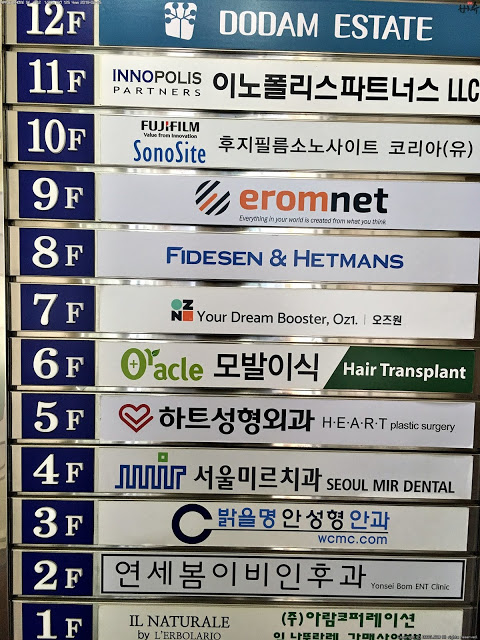 12F DODAM ESTATE
11F INNOPOLIS PARTNERS 이노폴리스파트너스 LLC
10F FUJIFILM Value from Innovation SonoSite 후지필름소노사이트 코리아(유)
9F eromnet
Everything in your world is created from what you think
8F FIDESEN & HETMANS
7F OZ N Your Dream Booster, Oz1. | 오즈원
6F Oracle 모발이식 Hair Transplant
5F 하트성형외과 H·E·A·R·T plastic surgery
4F mir 서울미르치과 SEOUL MIR DENTAL
3F 밝을명 안성형안과
wcmc.com
2F 연세봄이비인후과 Yonsei Bom ENT Clinic
1F IL NATURALE (주)아람코퍼레이션
by L'ERBOLARIO